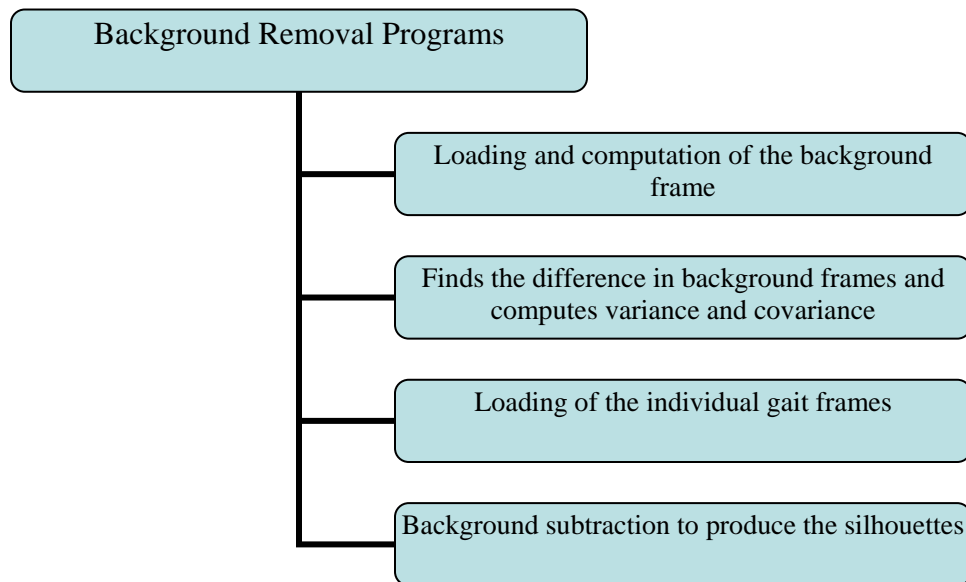 Background Removal Programs
Loading and computation of the background
frame
Finds the difference in background frames and
computes variance and covariance
Loading of the individual gait frames
Background subtraction to produce the silhouettes